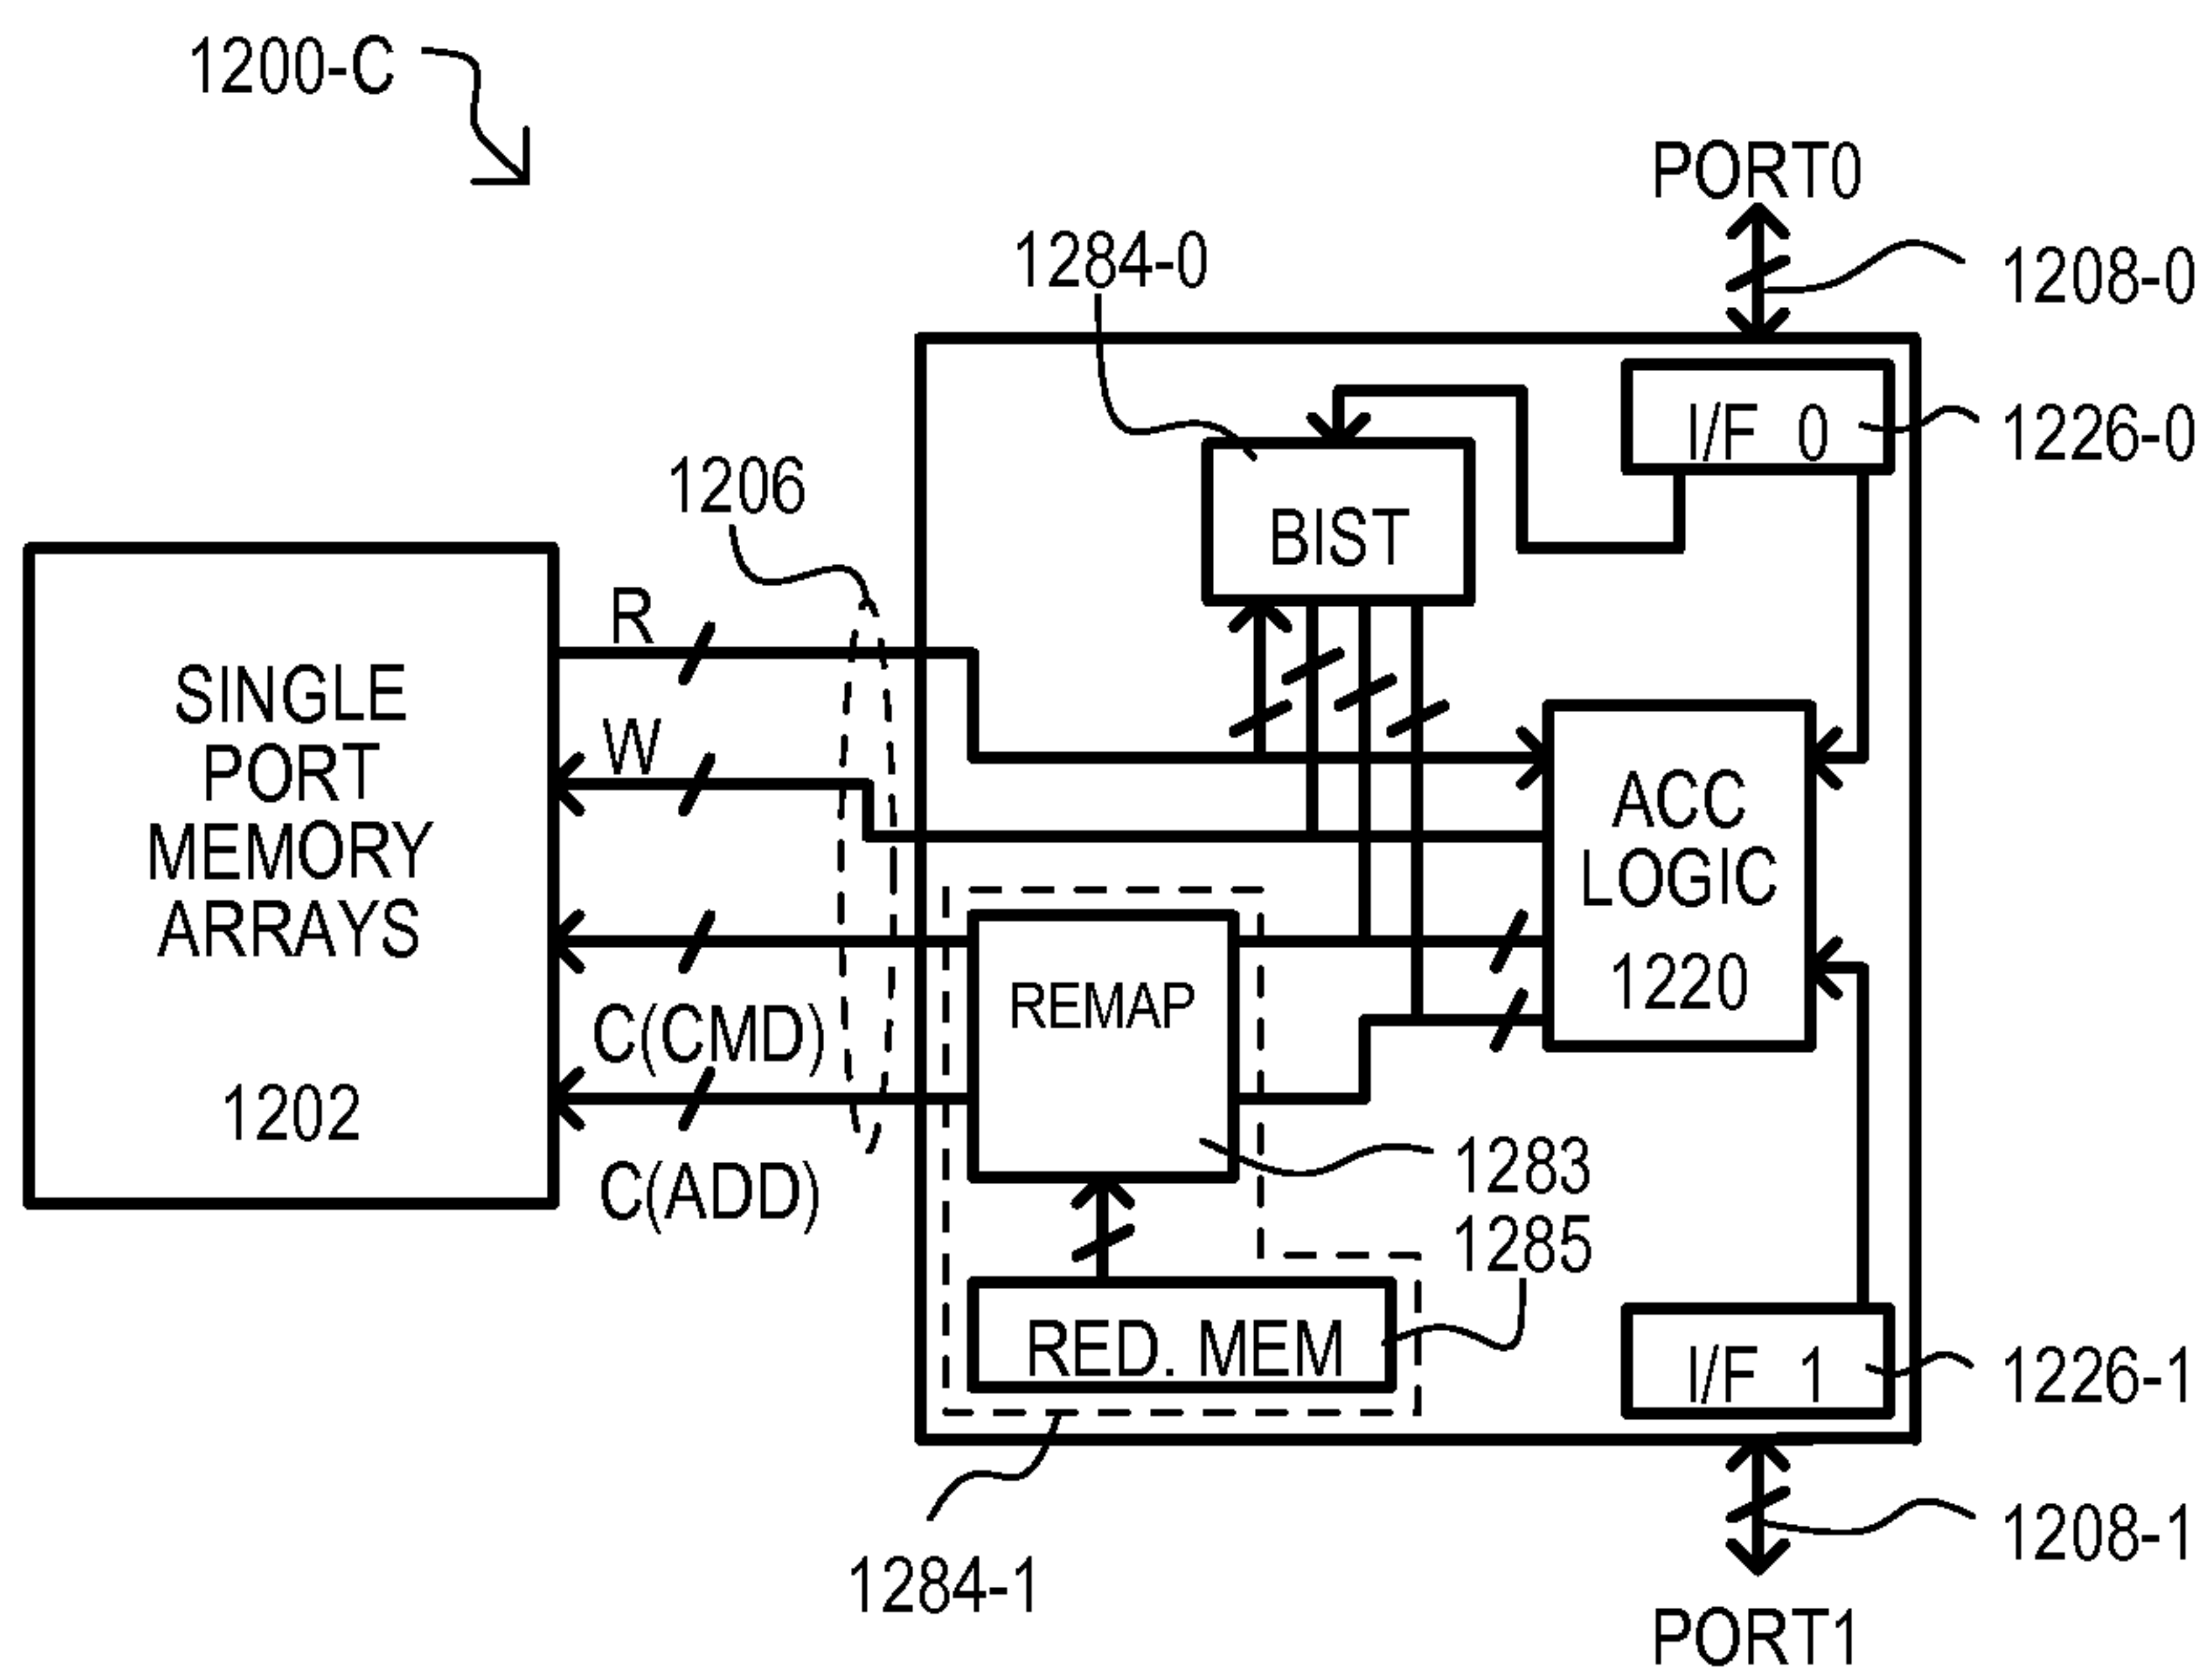 1200-C
PORT0
1284-0
1208-0
I/F 0
1226-0
1206
BIST
R
W
SINGLE
PORT
MEMORY
ARRAYS
1202
ACC
LOGIC
1220
REMAP
C(CMD)
C(ADD)
1283
1285
RED. MEM
I/F 1
1226-1
1284-1
1208-1
PORT1